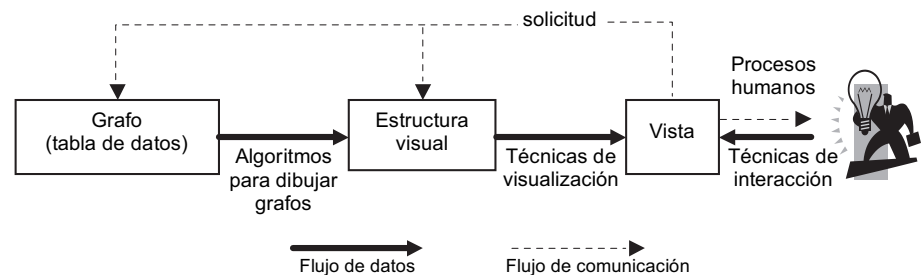 solicitud
Procesos
humanos
Grafo
(tabla de datos)
Estructura
visual
Vista
Algoritmos
para dibujar
grafos
Técnicas de
visualización
Técnicas de
interacción
Flujo de datos
Flujo de comunicación